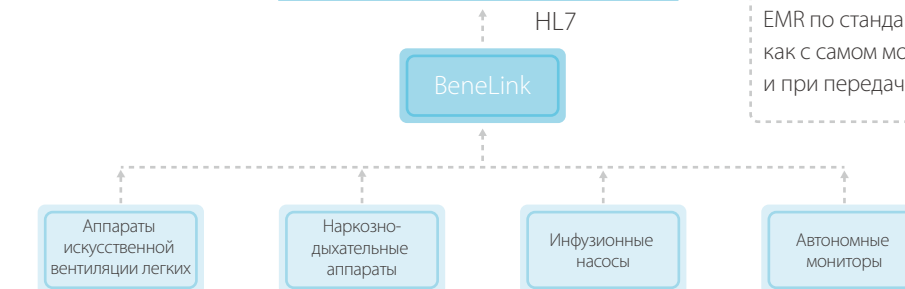 HL7
EMR по станда
как с самом мо
и при передач
BeneLink
Аппараты
искусственной
вентиляции легких
Наркозно-
дыхательные
аппараты
Инфузионные
насосы
Автономные
мониторы